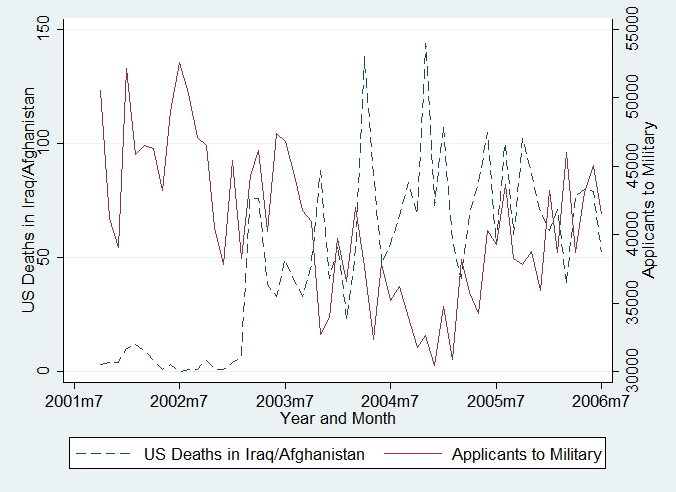 US Deaths in Iraq/Afghanistan
0
50
100
150
Applicants to Military
30000
35000
40000
45000
50000
55000
2001m7 2002m7 2003m7 2004m7 2005m7 2006m7
Year and Month
US Deaths in Iraq/Afghanistan Applicants to Military